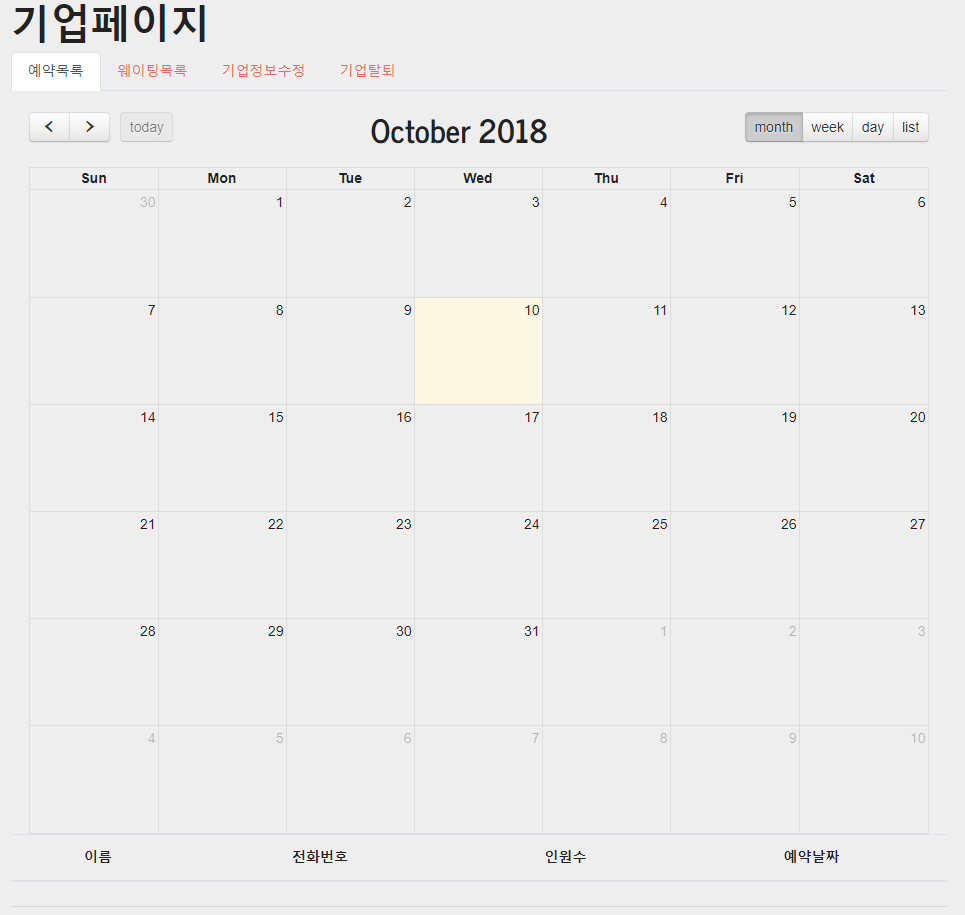 기업페이지
예약목록 웨이팅목록 기업정보수정 기업탈퇴
today October 2018 month week day list
Sun Mon Tue Wed Thu Fri Sat
30 1 2 3 4 5 6
7 8 9 10 11 12 13
14 15 16 17 18 19 20
21 22 23 24 25 26 27
28 29 30 31 1 2 3
4 5 6 7 8 9 10
이름 전화번호 인원수 예약날짜